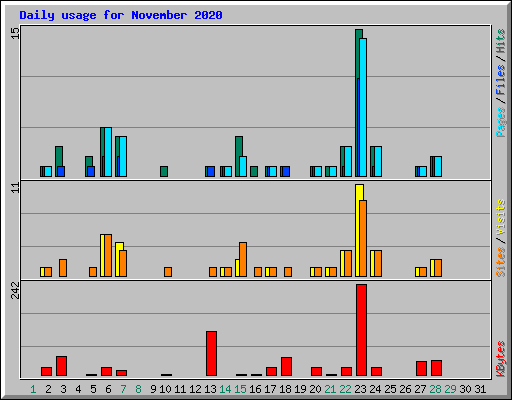 Daily usage for November 2020
15
Pages / Files / Hits
11
Sites / Visits
242
KBytes
1 2 3 4 5 6 7 8 9 10 11 12 13 14 15 16 17 18 19 20 21 22 23 24 25 26 27 28 29 30 31